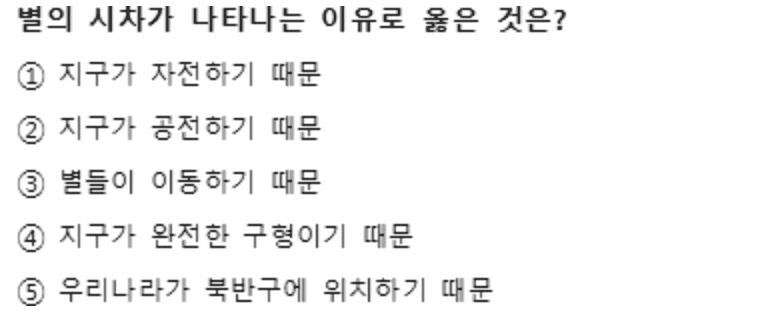 별의 시차가 나타나는 이유로 옳은 것은?
① 지구가 자전하기 때문
② 지구가 공전하기 때문
③ 별들이 이동하기 때문
④ 지구가 완전한 구형이기 때문
⑤ 우리나라가 북반구에 위치하기 때문